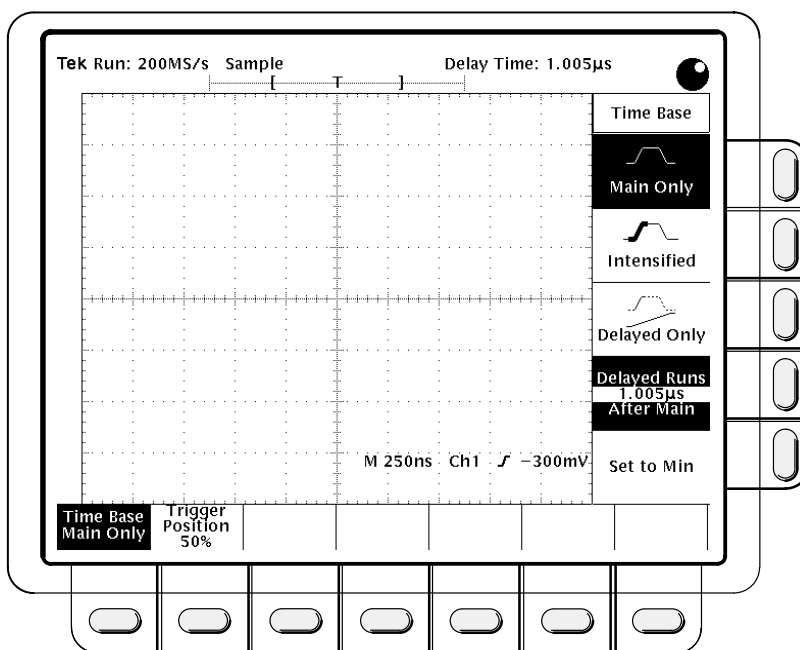 Tek Run: 200MS/s Sample Delay Time: 1.005µs
[ T ]
Time Base
Main Only
Intensified
Delayed Only
Delayed Runs
1.005µs
After Main
Set to Min
M 250ns Ch1 −300mV
Time Base
Main Only
Trigger
Position
50%